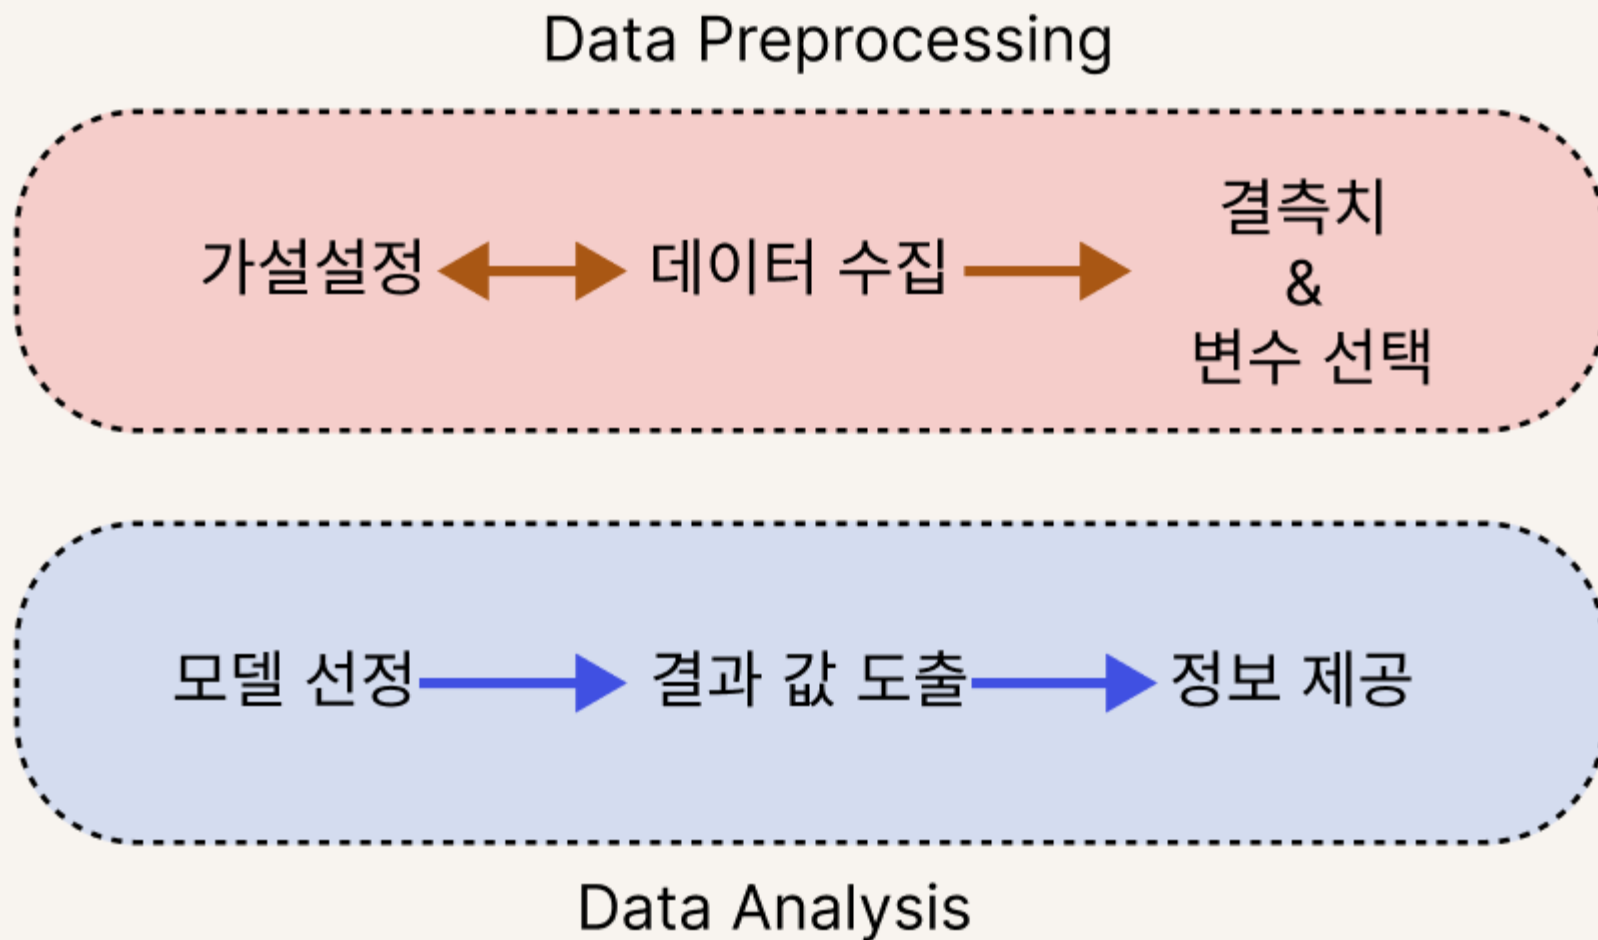 Data Preprocessing
가설설정
데이터 수집
결측치
&
변수 선택
모델 선정
결과 값 도출
정보 제공
Data Analysis